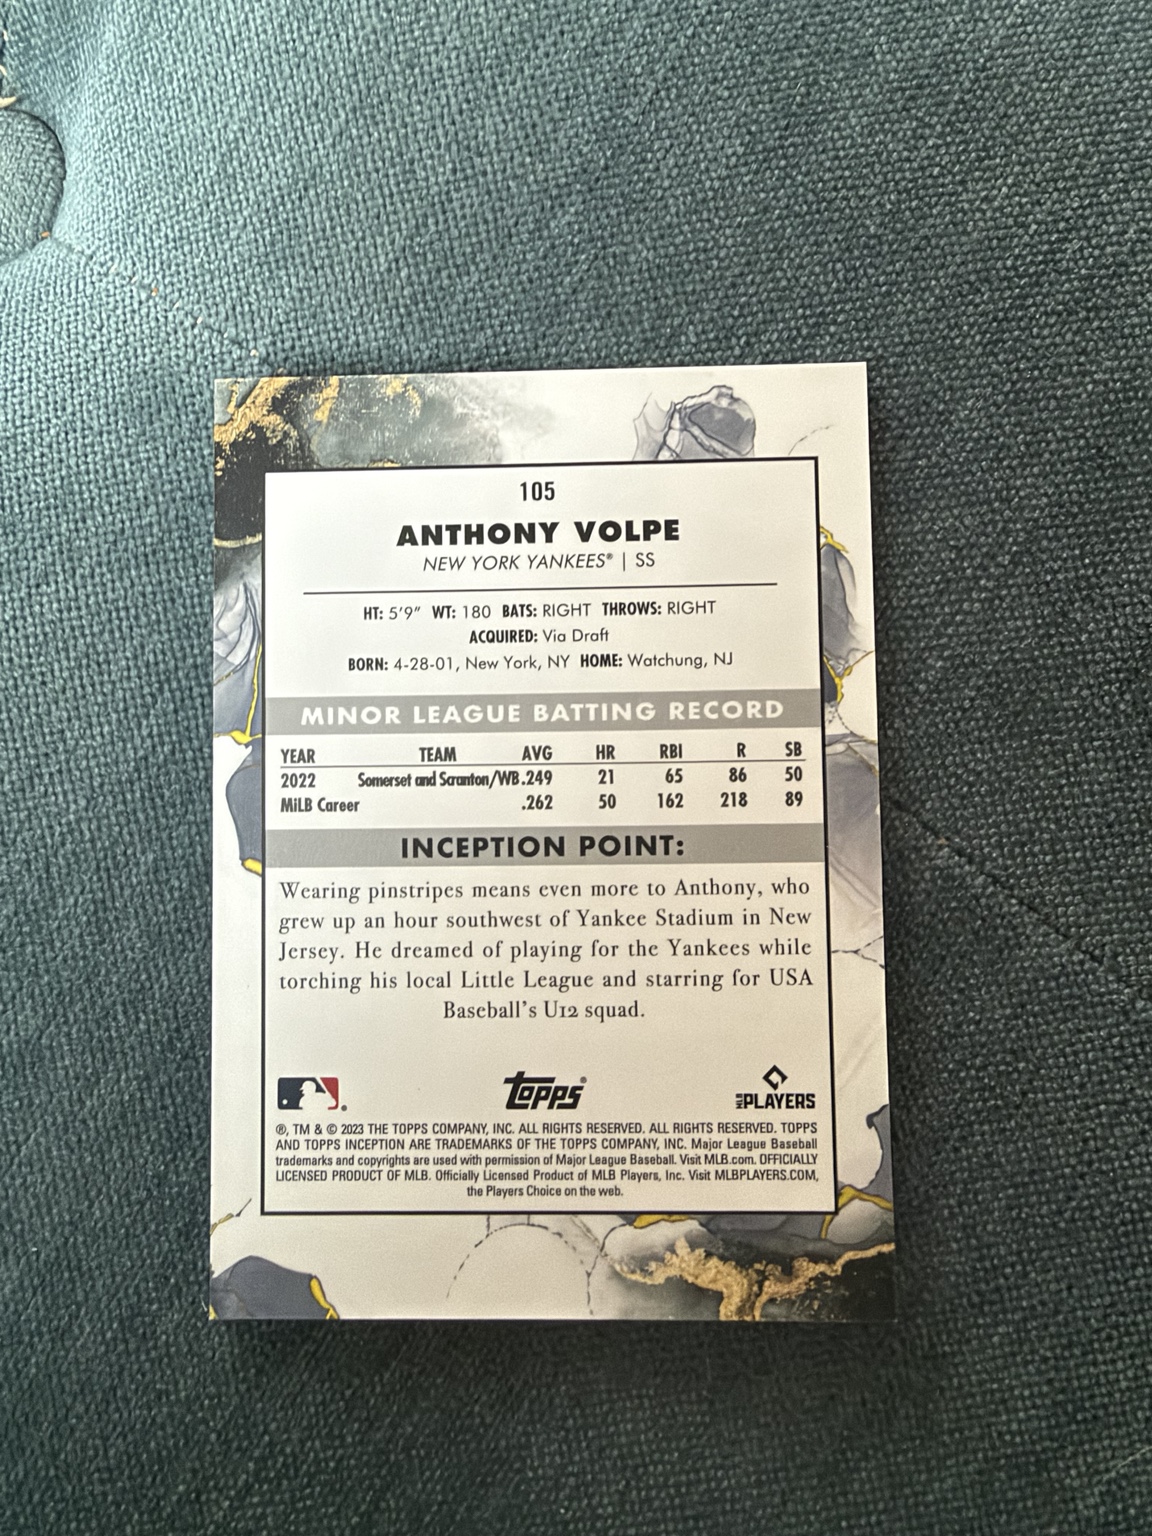 105
ANTHONY VOLPE
NEW YORK YANKEES® | SS
HT: 5'9" WT: 180 BATS: RIGHT THROWS: RIGHT
ACQUIRED: Via Draft
BORN: 4-28-01, New York, NY HOME: Watchung, NJ
MINOR LEAGUE BATTING RECORD
YEAR TEAM AVG HR RBI R SB
2022 Somerset and Scranton/WB .249 21 65 86 50
MiLB Career .262 50 162 218 89
INCEPTION POINT:
Wearing pinstripes means even more to Anthony, who
grew up an hour southwest of Yankee Stadium in New
Jersey. He dreamed of playing for the Yankees while
torching his local Little League and starring for USA
Baseball's U12 squad.
Topps®
MLB PLAYERS
®, TM & © 2023 THE TOPPS COMPANY, INC. ALL RIGHTS RESERVED. ALL RIGHTS RESERVED. TOPPS
AND TOPPS INCEPTION ARE TRADEMARKS OF THE TOPPS COMPANY, INC. Major League Baseball
trademarks and copyrights are used with permission of Major League Baseball. Visit MLB.com. OFFICIALLY
LICENSED PRODUCT OF MLB. Officially Licensed Product of MLB Players, Inc. Visit MLBPLAYERS.COM,
the Players Choice on the web.